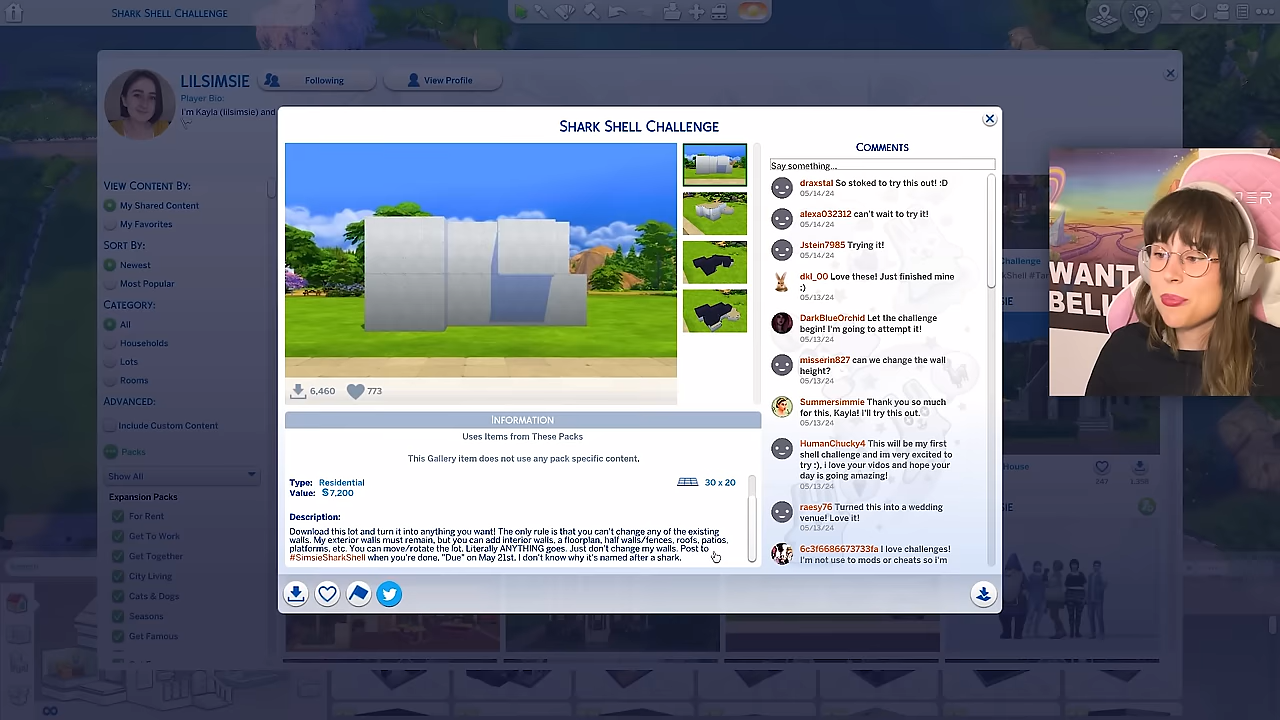 SHARK SHELL CHALLENGE
LILSIMSIE
Following
View Profile
Player Bio:
I'm Kayla (lilsimsie) and
VIEW CONTENT BY:
My Shared Content
My Favorites
SORT BY:
Newest
Most Popular
CATEGORY:
All
Households
Lots
Rooms
ADVANCED:
Include Custom Content
Packs
Show All
Expansion Packs
For Rent
Get To Work
Get Together
City Living
Cats & Dogs
Seasons
Get Famous
SHARK SHELL CHALLENGE
6,460
773
INFORMATION
Uses Items from These Packs
This Gallery item does not use any pack specific content.
Type: Residential
30 x 20
Value: §7,200
Description:
Download this lot and turn it into anything you want! The only rule is that you can't change any of the existing
walls. My exterior walls must remain, but you can add interior walls, a floorplan, half walls/fences, roofs, patios,
platforms, etc. You can move/rotate the lot. Literally ANYTHING goes. Just don't change my walls. Post to
#SimsieSharkShell when you're done. "Due" on May 21st. I don't know why it's named after a shark.
COMMENTS
Say something...
draxstal So stoked to try this out! :D
05/14/24
alexa032312 can't wait to try it!
05/14/24
Jstein7985 Trying it!
05/14/24
dkl_00 Love these! Just finished mine
:)
05/13/24
DarkBlueOrchid Let the challenge
begin! I'm going to attempt it!
05/13/24
misserin827 can we change the wall
height?
05/13/24
Summersimmie Thank you so much
for this, Kayla! I'll try this out.
05/13/24
HumanChucky4 This will be my first
shell challenge and im very excited to
try :), i love your vidos and hope your
day is going amazing!
05/13/24
raesy76 Turned this into a wedding
venue! Love it!
05/13/24
6c3f6686673733fa I love challenges!
I'm not use to mods or cheats so i'm
WANT
BELI
Challenge
House
247